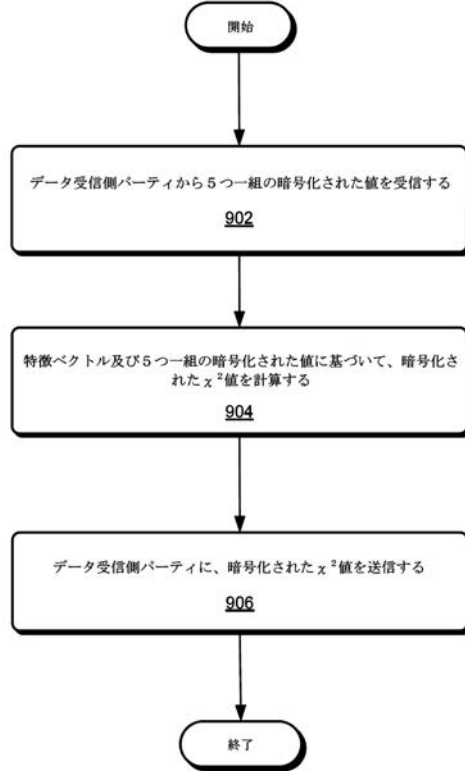 開始
データ受信側パーティから5つ一組の暗号化された値を受信する
902
特徴ベクトル及び5つ一組の暗号化された値に基づいて、暗号化さ
れたχ²値を計算する
904
データ受信側パーティに、暗号化されたχ²値を送信する
906
終了